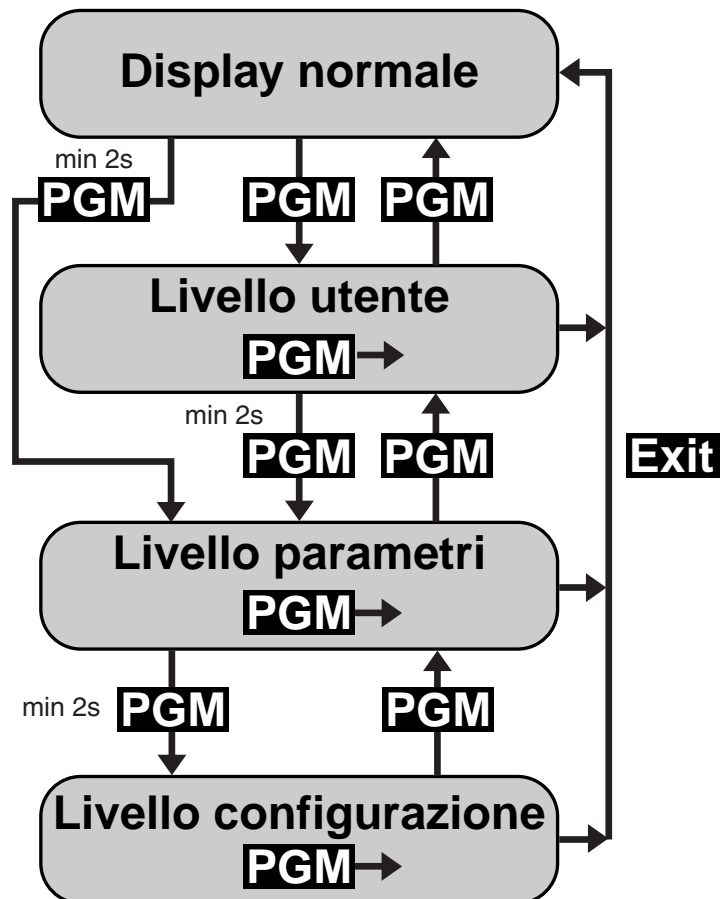 Display normale
min 2s
PGM PGM PGM
Livello utente
PGM
min 2s
PGM PGM
Exit
Livello parametri
PGM
min 2s PGM PGM
Livello configurazione
PGM